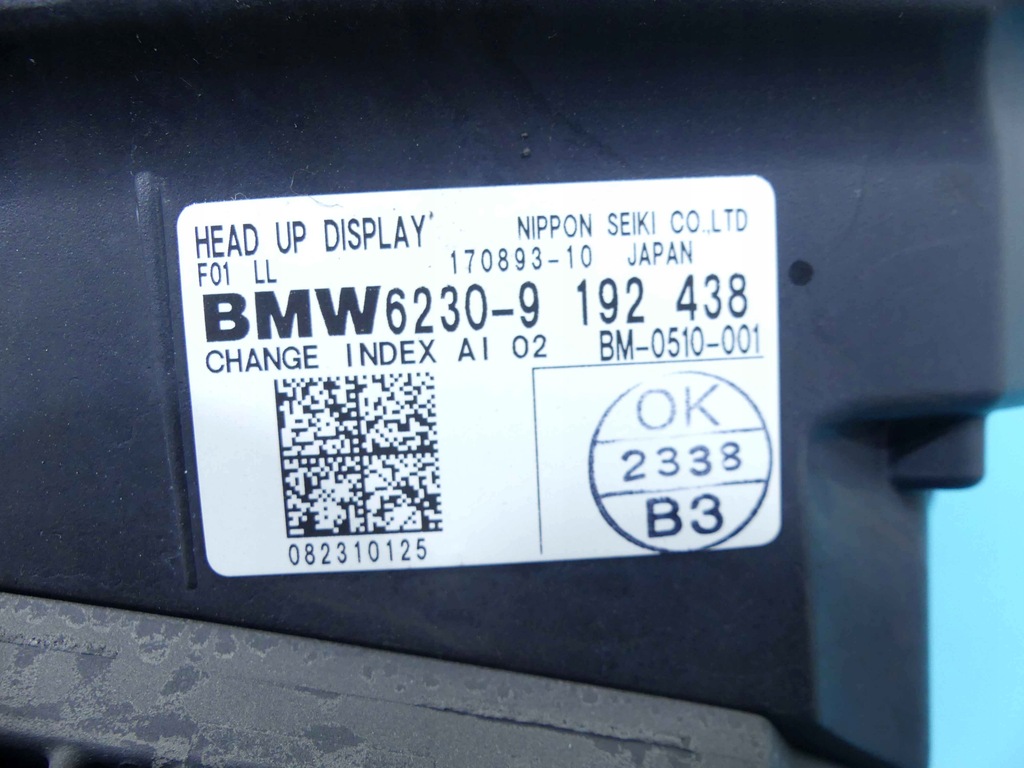 HEAD UP DISPLAY NIPPON SEIKI CO.,LTD
F01 LL 170893-10 JAPAN
BMW6230-9 192 438
CHANGE INDEX AI 02 BM-0510-001
OK
2338
B3
082310125